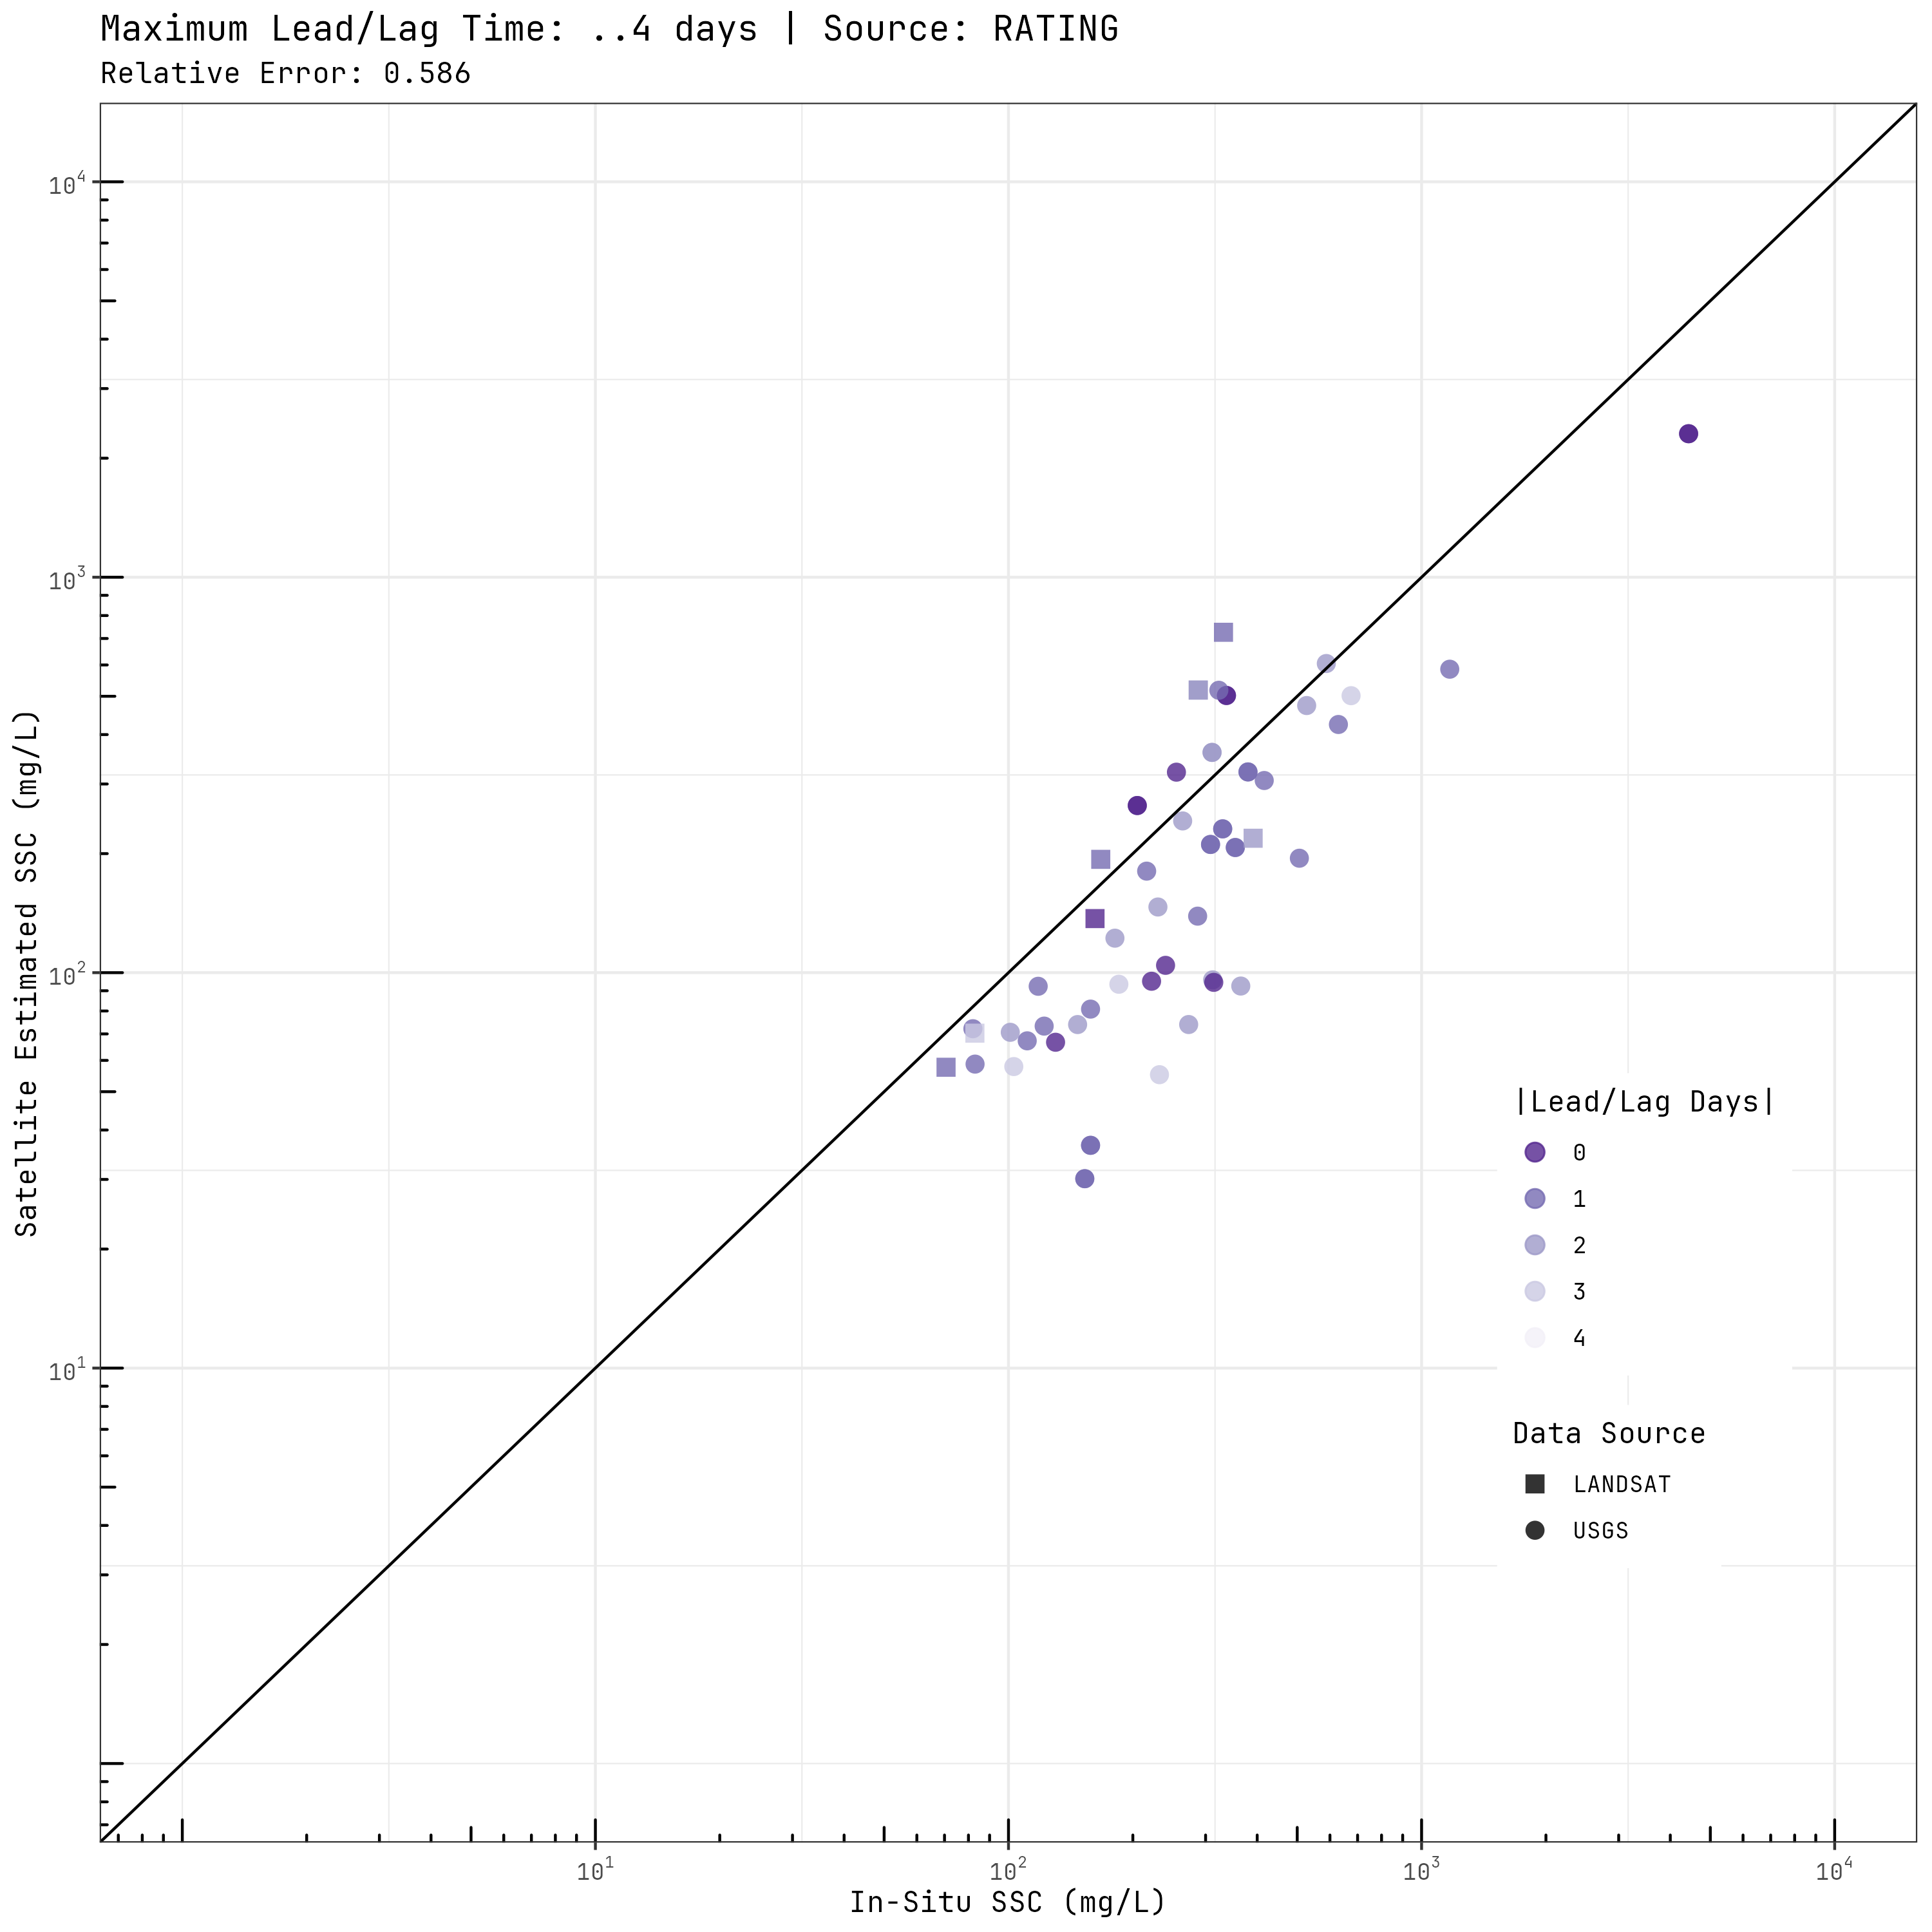 Maximum Lead/Lag Time: ..4 days | Source: RATING
Relative Error: 0.586
10⁴
10³
10²
10¹
Satellite Estimated SSC (mg/L)
|Lead/Lag Days|
0
1
2
3
4
Data Source
LANDSAT
USGS
10¹ 10² 10³ 10⁴
In-Situ SSC (mg/L)